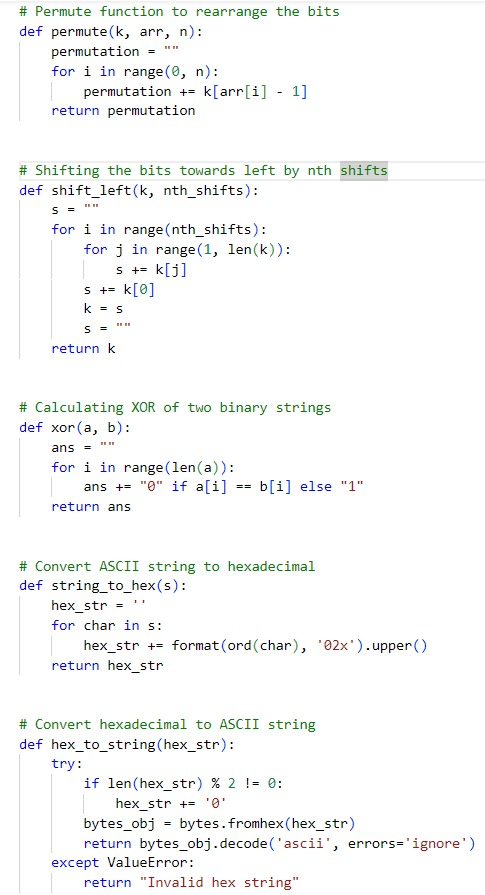 # Permute function to rearrange the bits
def permute(k, arr, n):
    permutation = ""
    for i in range(0, n):
        permutation += k[arr[i] - 1]
    return permutation
# Shifting the bits towards left by nth shifts
def shift_left(k, nth_shifts):
    s = ""
    for i in range(nth_shifts):
        for j in range(1, len(k)):
            s += k[j]
        s += k[0]
        k = s
        s = ""
    return k
# Calculating XOR of two binary strings
def xor(a, b):
    ans = ""
    for i in range(len(a)):
        ans += "0" if a[i] == b[i] else "1"
    return ans
# Convert ASCII string to hexadecimal
def string_to_hex(s):
    hex_str = ''
    for char in s:
        hex_str += format(ord(char), '02x').upper()
    return hex_str
# Convert hexadecimal to ASCII string
def hex_to_string(hex_str):
    try:
        if len(hex_str) % 2 != 0:
            hex_str += '0'
        bytes_obj = bytes.fromhex(hex_str)
        return bytes_obj.decode('ascii', errors='ignore')
    except ValueError:
        return "Invalid hex string"